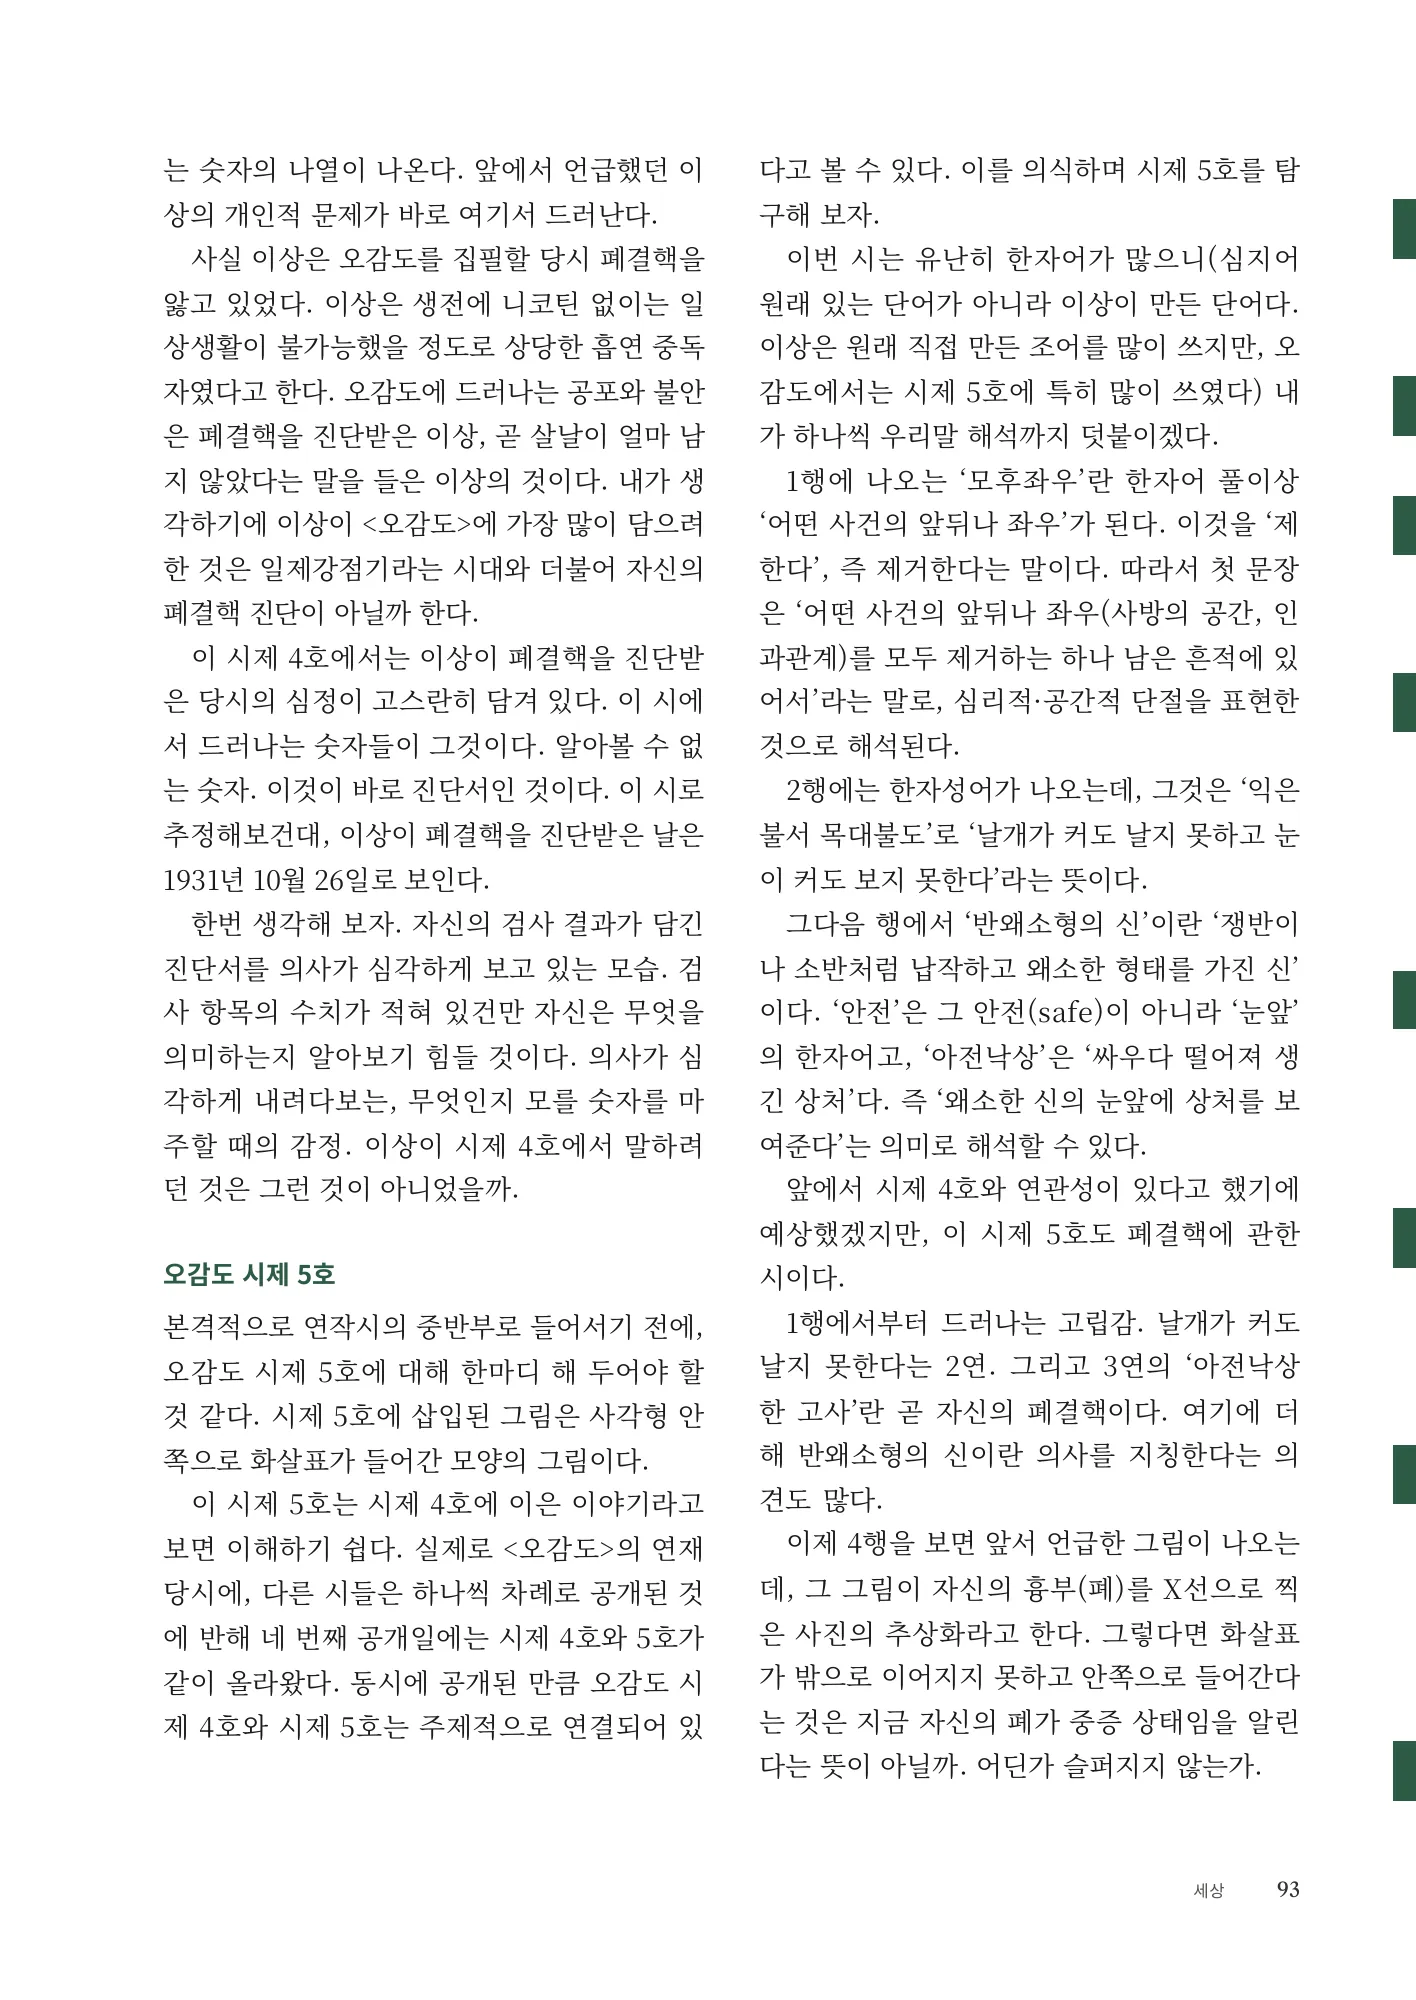 는 숫자의 나열이 나온다. 앞에서 언급했던 이
상의 개인적 문제가 바로 여기서 드러난다.
사실 이상은 오감도를 집필할 당시 폐결핵을
앓고 있었다. 이상은 생전에 니코틴 없이는 일
상생활이 불가능했을 정도로 상당한 흡연 중독
자였다고 한다. 오감도에 드러나는 공포와 불안
은 폐결핵을 진단받은 이상, 곧 살날이 얼마 남
지 않았다는 말을 들은 이상의 것이다. 내가 생
각하기에 이상이 <오감도>에 가장 많이 담으려
한 것은 일제강점기라는 시대와 더불어 자신의
폐결핵 진단이 아닐까 한다.
이 시제 4호에서는 이상이 폐결핵을 진단받
은 당시의 심정이 고스란히 담겨 있다. 이 시에
서 드러나는 숫자들이 그것이다. 알아볼 수 없
는 숫자. 이것이 바로 진단서인 것이다. 이 시로
추정해보건대, 이상이 폐결핵을 진단받은 날은
1931년 10월 26일로 보인다.
한번 생각해 보자. 자신의 검사 결과가 담긴
진단서를 의사가 심각하게 보고 있는 모습. 검
사 항목의 수치가 적혀 있건만 자신은 무엇을
의미하는지 알아보기 힘들 것이다. 의사가 심
각하게 내려다보는, 무엇인지 모를 숫자를 마
주할 때의 감정. 이상이 시제 4호에서 말하려
던 것은 그런 것이 아니었을까.
오감도 시제 5호
본격적으로 연작시의 중반부로 들어서기 전에,
오감도 시제 5호에 대해 한마디 해 두어야 할
것 같다. 시제 5호에 삽입된 그림은 사각형 안
쪽으로 화살표가 들어간 모양의 그림이다.
이 시제 5호는 시제 4호에 이은 이야기라고
보면 이해하기 쉽다. 실제로 <오감도>의 연재
당시에, 다른 시들은 하나씩 차례로 공개된 것
에 반해 네 번째 공개일에는 시제 4호와 5호가
같이 올라왔다. 동시에 공개된 만큼 오감도 시
제 4호와 시제 5호는 주제적으로 연결되어 있
다고 볼 수 있다. 이를 의식하며 시제 5호를 탐
구해 보자.
이번 시는 유난히 한자어가 많으니(심지어
원래 있는 단어가 아니라 이상이 만든 단어다.
이상은 원래 직접 만든 조어를 많이 쓰지만, 오
감도에서는 시제 5호에 특히 많이 쓰였다) 내
가 하나씩 우리말 해석까지 덧붙이겠다.
1행에 나오는 ‘모후좌우’란 한자어 풀이상
‘어떤 사건의 앞뒤나 좌우’가 된다. 이것을 ‘제
한다’, 즉 제거한다는 말이다. 따라서 첫 문장
은 ‘어떤 사건의 앞뒤나 좌우(사방의 공간, 인
과관계)를 모두 제거하는 하나 남은 흔적에 있
어서’라는 말로, 심리적·공간적 단절을 표현한
것으로 해석된다.
2행에는 한자성어가 나오는데, 그것은 ‘익은
불서 목대불도’로 ‘날개가 커도 날지 못하고 눈
이 커도 보지 못한다’라는 뜻이다.
그다음 행에서 ‘반왜소형의 신’이란 ‘쟁반이
나 소반처럼 납작하고 왜소한 형태를 가진 신’
이다. ‘안전’은 그 안전(safe)이 아니라 ‘눈앞’
의 한자어고, ‘아전낙상’은 ‘싸우다 떨어져 생
긴 상처’다. 즉 ‘왜소한 신의 눈앞에 상처를 보
여준다’는 의미로 해석할 수 있다.
앞에서 시제 4호와 연관성이 있다고 했기에
예상했겠지만, 이 시제 5호도 폐결핵에 관한
시이다.
1행에서부터 드러나는 고립감. 날개가 커도
날지 못한다는 2연. 그리고 3연의 ‘아전낙상
한 고사’란 곧 자신의 폐결핵이다. 여기에 더
해 반왜소형의 신이란 의사를 지칭한다는 의
견도 많다.
이제 4행을 보면 앞서 언급한 그림이 나오는
데, 그 그림이 자신의 흉부(폐)를 X선으로 찍
은 사진의 추상화라고 한다. 그렇다면 화살표
가 밖으로 이어지지 못하고 안쪽으로 들어간다
는 것은 지금 자신의 폐가 중증 상태임을 알린
다는 뜻이 아닐까. 어딘가 슬퍼지지 않는가.
세상 93